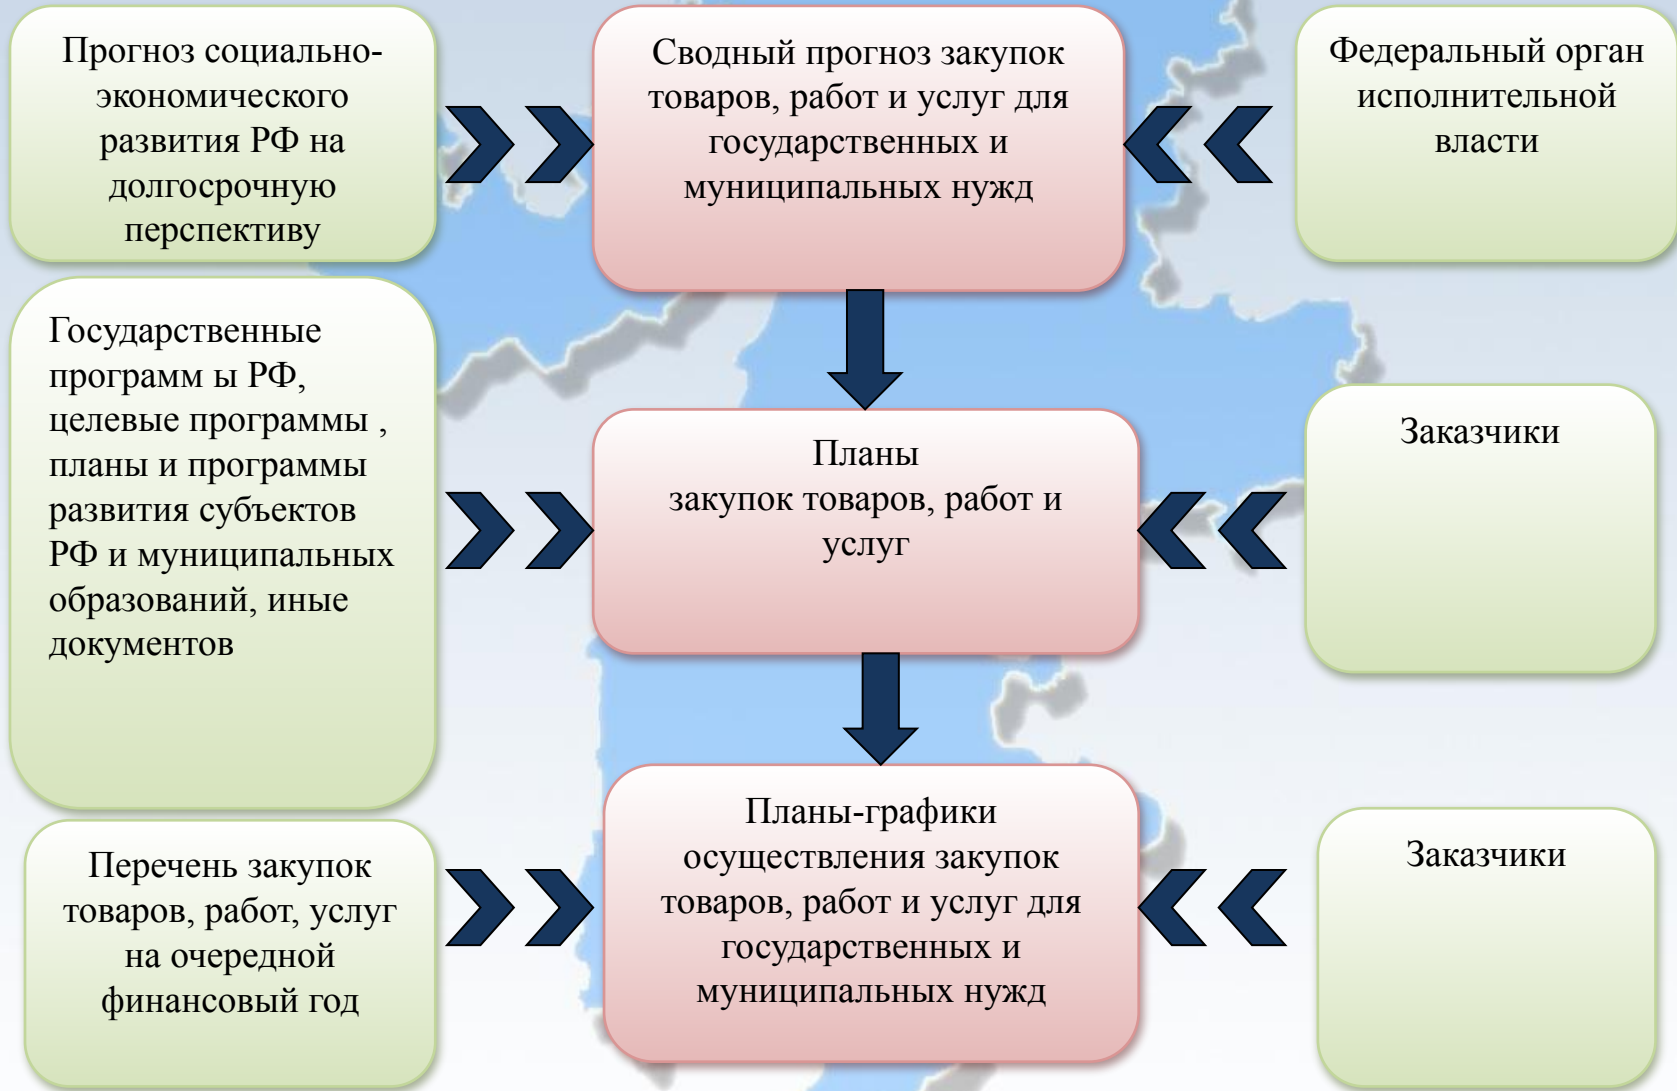 Прогноз социально-
экономического
развития РФ на
долгосрочную
перспективу
Сводный прогноз закупок
товаров, работ и услуг для
государственных и
муниципальных нужд
Федеральный орган
исполнительной
власти
Государственные
программ ы РФ,
целевые программы ,
планы и программы
развития субъектов
РФ и муниципальных
образований, иные
документов
Планы
закупок товаров, работ и
услуг
Заказчики
Перечень закупок
товаров, работ, услуг
на очередной
финансовый год
Планы-графики
осуществления закупок
товаров, работ и услуг для
государственных и
муниципальных нужд
Заказчики